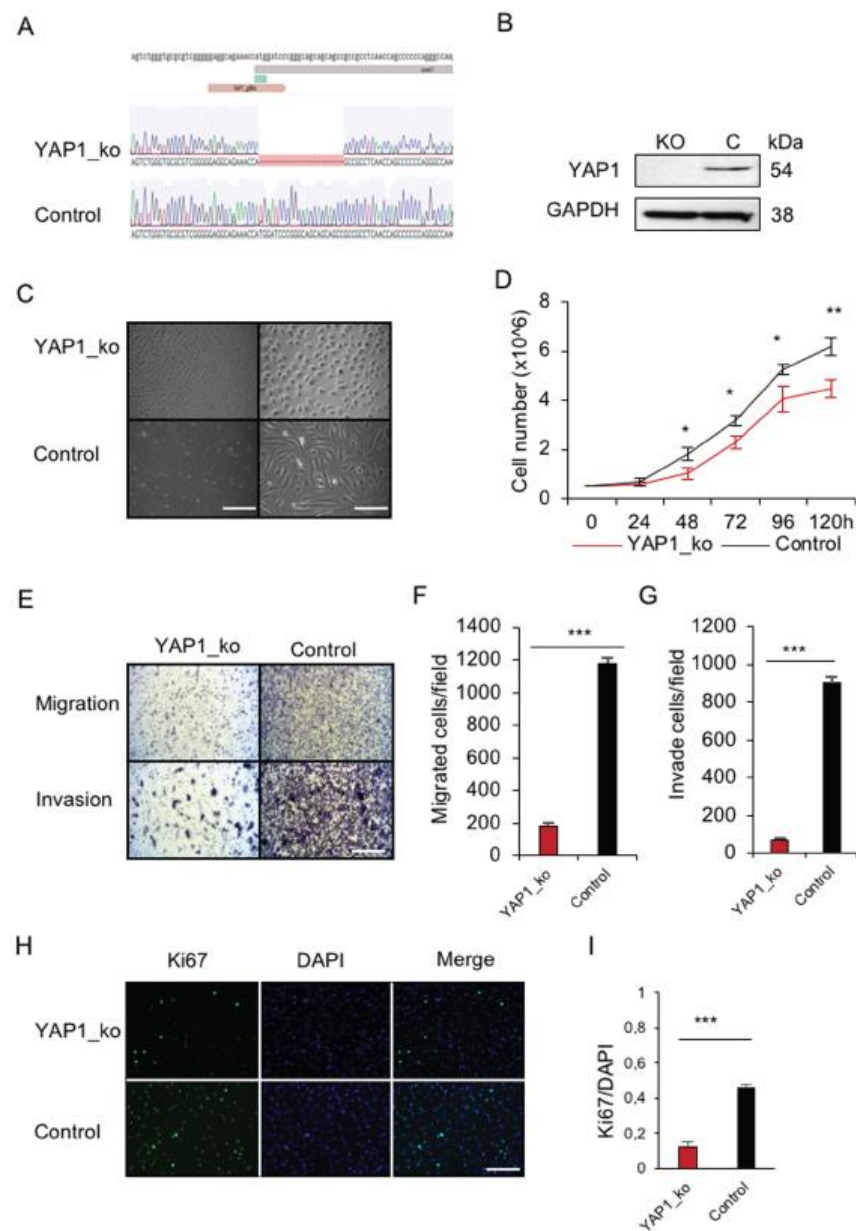 A
YAP1_ko
Control
B
KO C kDa
YAP1 54
GAPDH 38
C
YAP1_ko
Control
D
Cell number (x10^6)
8
6
4
2
0
* * * **
0 24 48 72 96 120h
YAP1_ko Control
E
YAP1_ko Control
Migration
Invasion
F
Migrated cells/field
1400
1200
1000
800
600
400
200
0
***
YAP1_ko Control
G
Invade cells/field
1200
1000
800
600
400
200
0
***
YAP1_ko Control
H
Ki67 DAPI Merge
YAP1_ko
Control
I
Ki67/DAPI
1
0,8
0,6
0,4
0,2
0
***
YAP1_ko Control